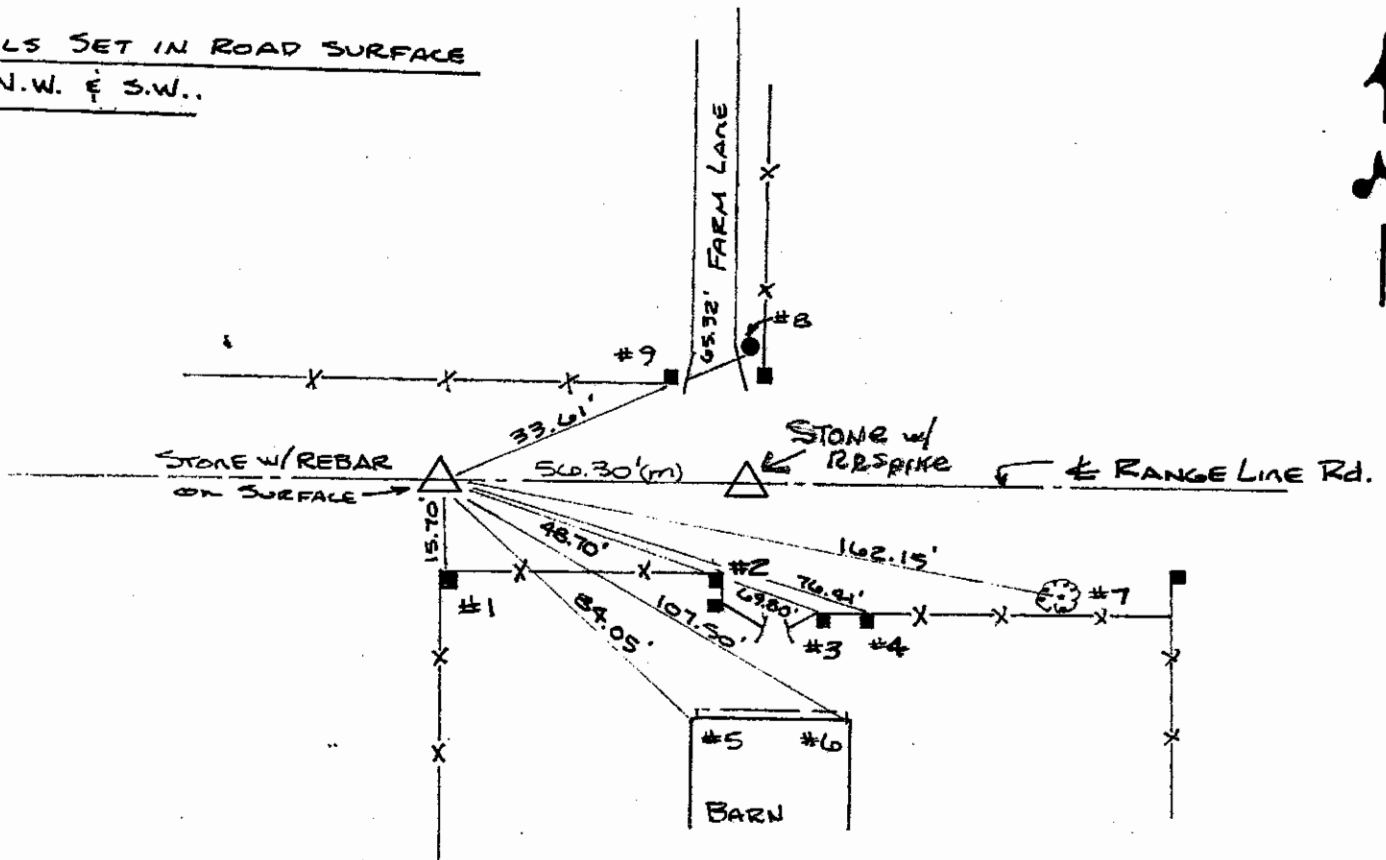 LS SET IN ROAD SURFACE
N.W. & S.W..
65.32' FARM LANE
#8
#9
33.61'
STONE W/REBAR
ON SURFACE
56.30'(m)
STONE w/
RRSPIKE
℄ RANGE LINE Rd.
15.70'
48.70'
162.15'
#1
#2
#7
76.41'
69.80'
84.05'
107.50'
#3
#4
#5
#6
BARN